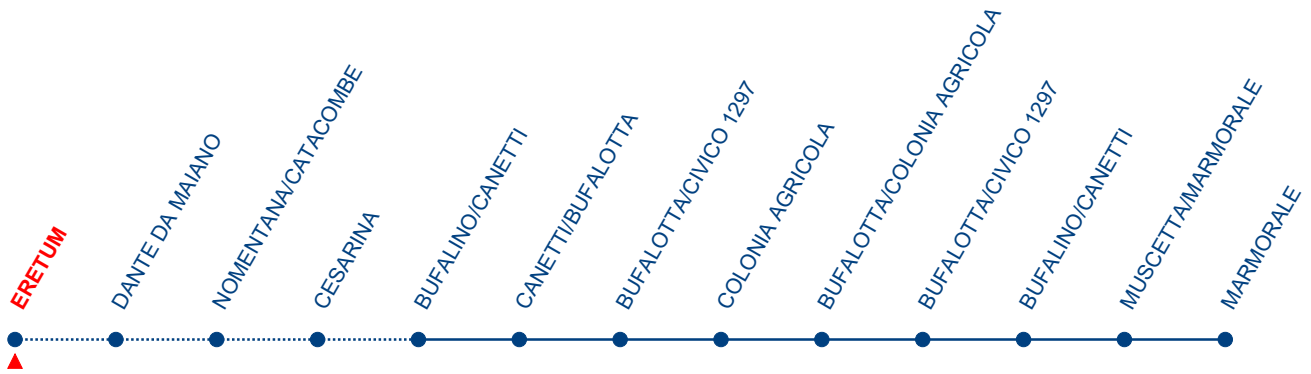 ERETUM
DANTE DA MAIANO
NOMENTANA/CATACOMBE
CESARINA
BUFALINO/CANETTI
CANETTI/BUFALOTTA
BUFALOTTA/CIVICO 1297
COLONIA AGRICOLA
BUFALOTTA/COLONIA AGRICOLA
BUFALOTTA/CIVICO 1297
BUFALINO/CANETTI
MUSCETTA/MARMORALE
MARMORALE